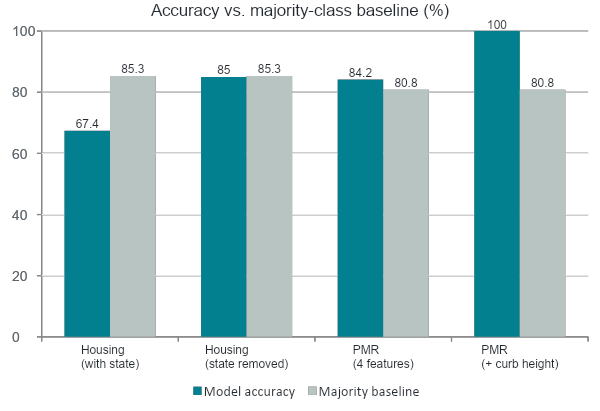 Accuracy vs. majority-class baseline (%)
100
80
60
40
20
0
67.4
85.3
85
85.3
84.2
80.8
100
80.8
Housing
(with state)
Housing
(state removed)
PMR
(4 features)
PMR
(+ curb height)
Model accuracy
Majority baseline